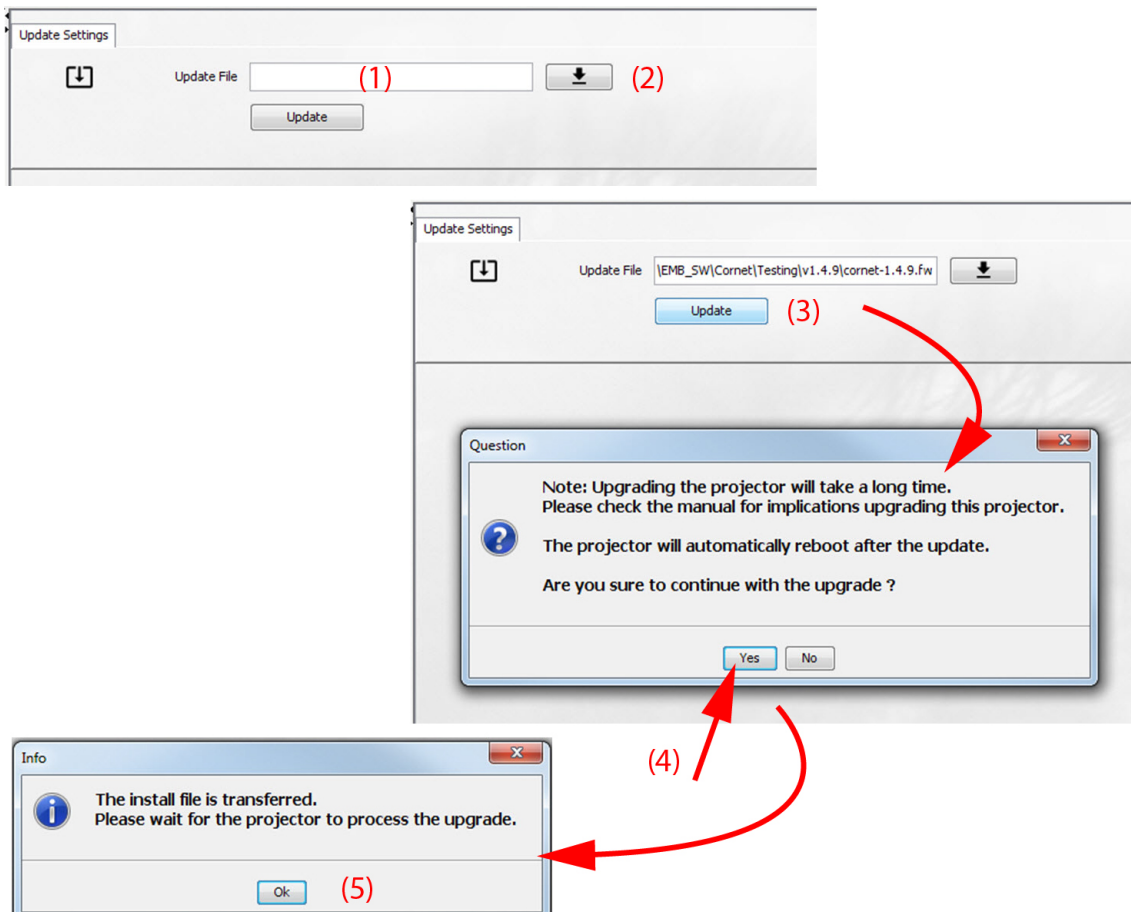 Update Settings
Update File (1) (2)
Update
Update Settings
Update File \EMB_SW\Cornet\Testing\v1.4.9\cornet-1.4.9.fw
Update (3)
Question
Note: Upgrading the projector will take a long time.
Please check the manual for implications upgrading this projector.
The projector will automatically reboot after the update.
Are you sure to continue with the upgrade ?
Yes No
(4)
Info
The install file is transferred.
Please wait for the projector to process the upgrade.
Ok (5)